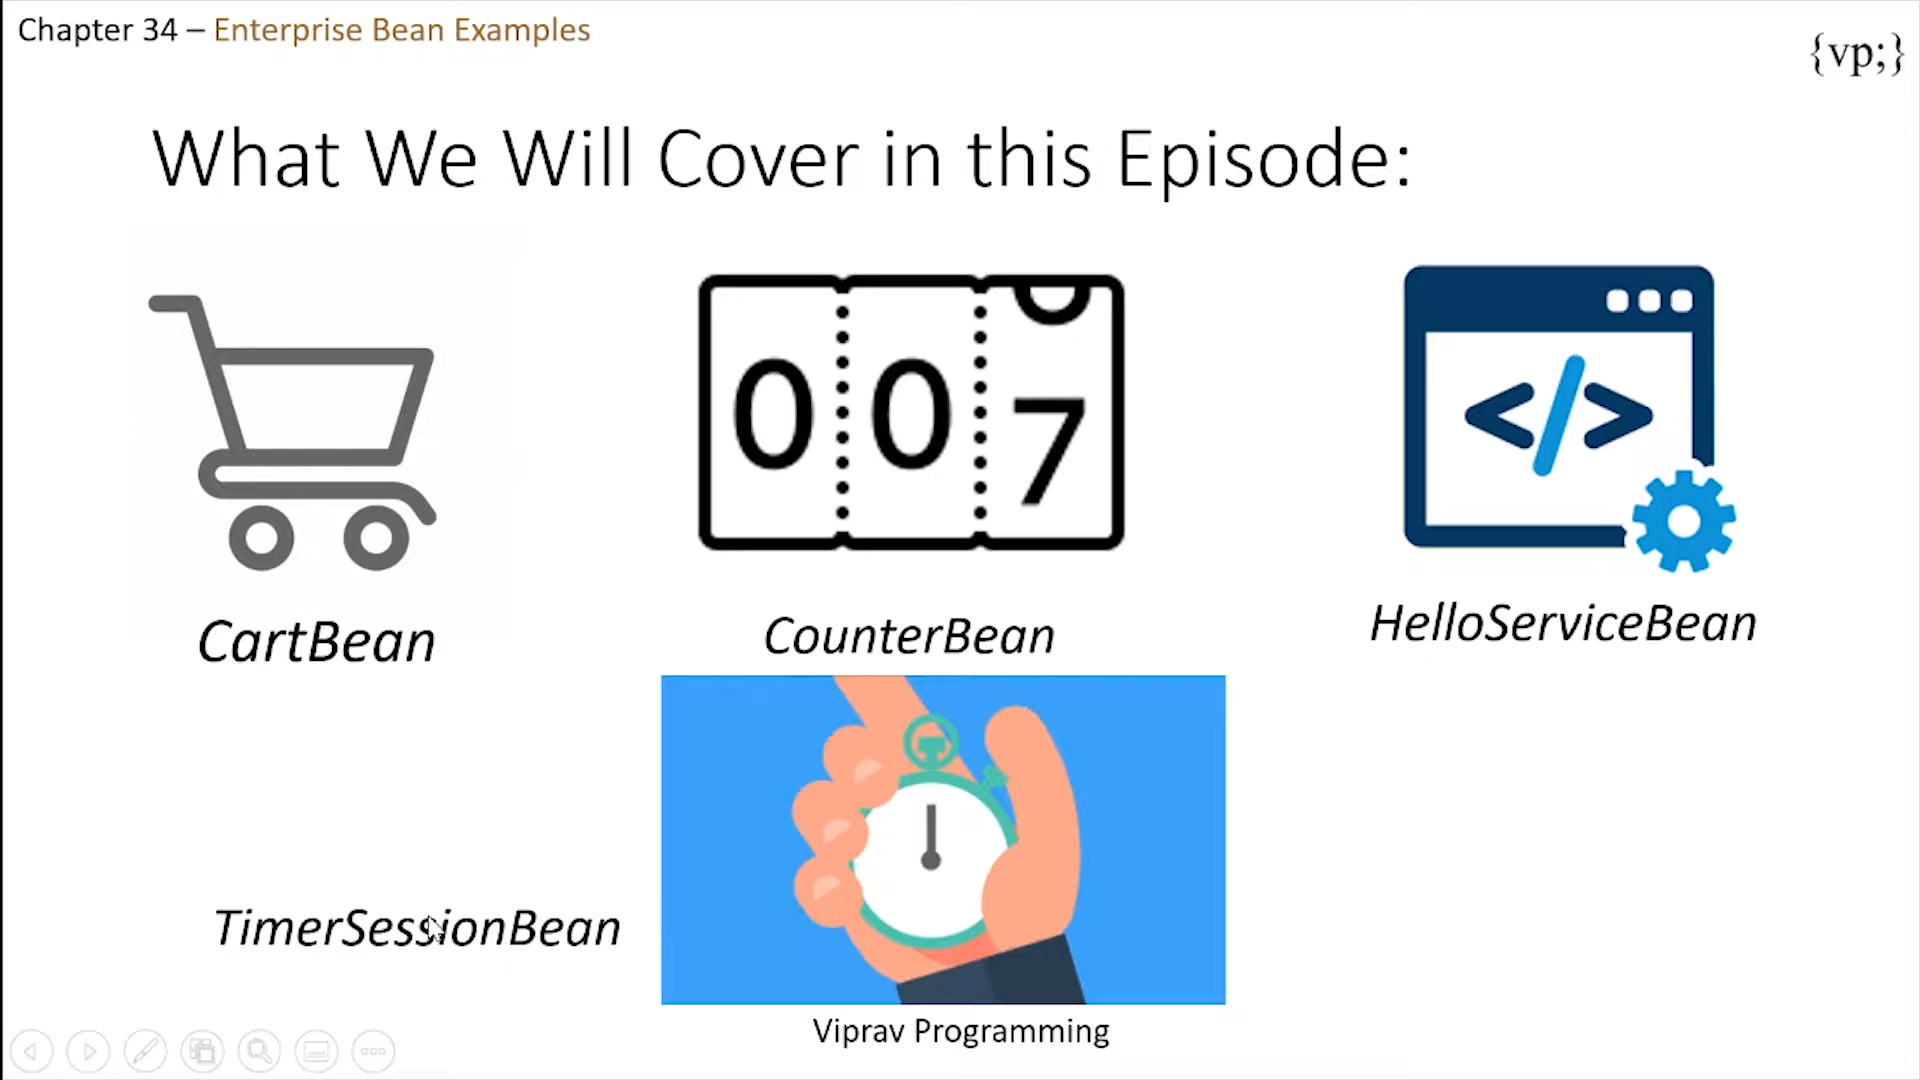 Chapter 34 – Enterprise Bean Examples
{vp;}
What We Will Cover in this Episode:
007
</>
CartBean
CounterBean
HelloServiceBean
TimerSessionBean
Viprav Programming